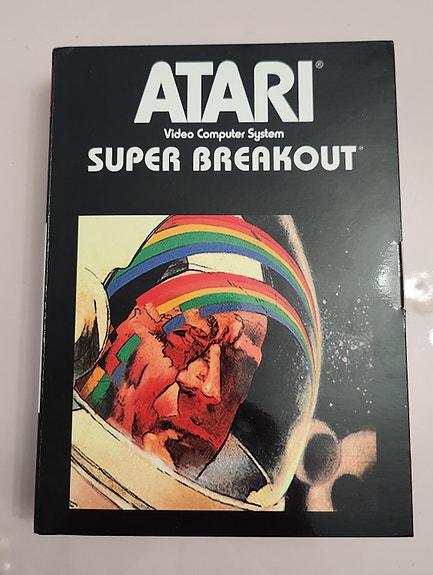 ATARI®
Video Computer System
SUPER BREAKOUT®